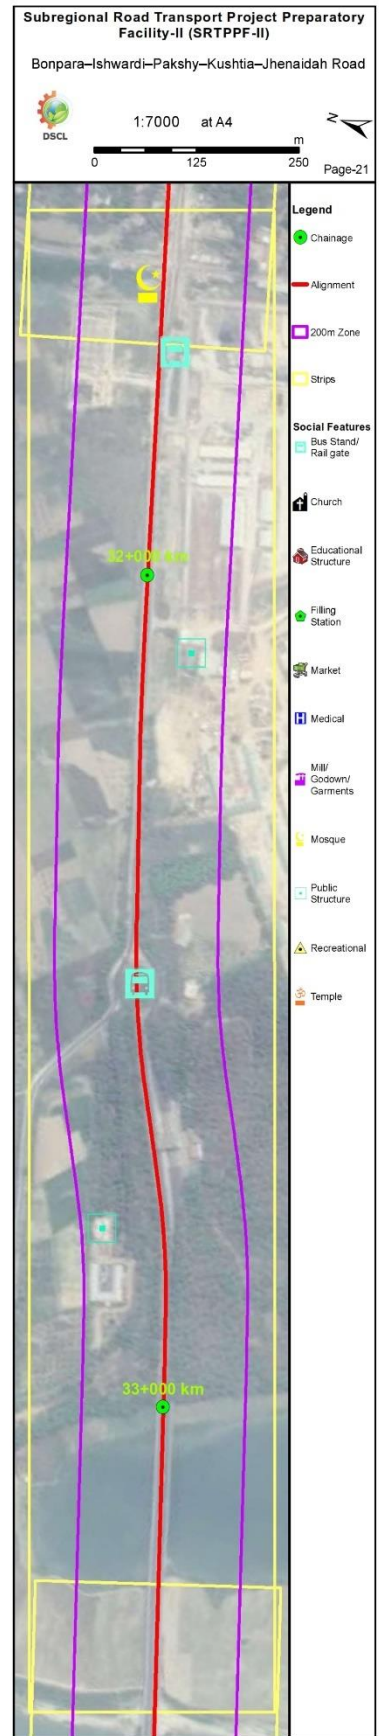 Subregional Road Transport Project Preparatory
Facility-II (SRTPPF-II)
Bonpara–Ishwardi–Pakshy–Kushtia–Jhenaidah Road
DSCL
1:7000 at A4
N
m
0 125 250
Page-21
Legend
Chainage
Alignment
200m Zone
Strips
Social Features
Bus Stand/
Rail gate
Church
Educational
Structure
Filling
Station
Market
Medical
Mill/
Godown/
Garments
Mosque
Public
Structure
Recreational
Temple
32+000 km
33+000 km